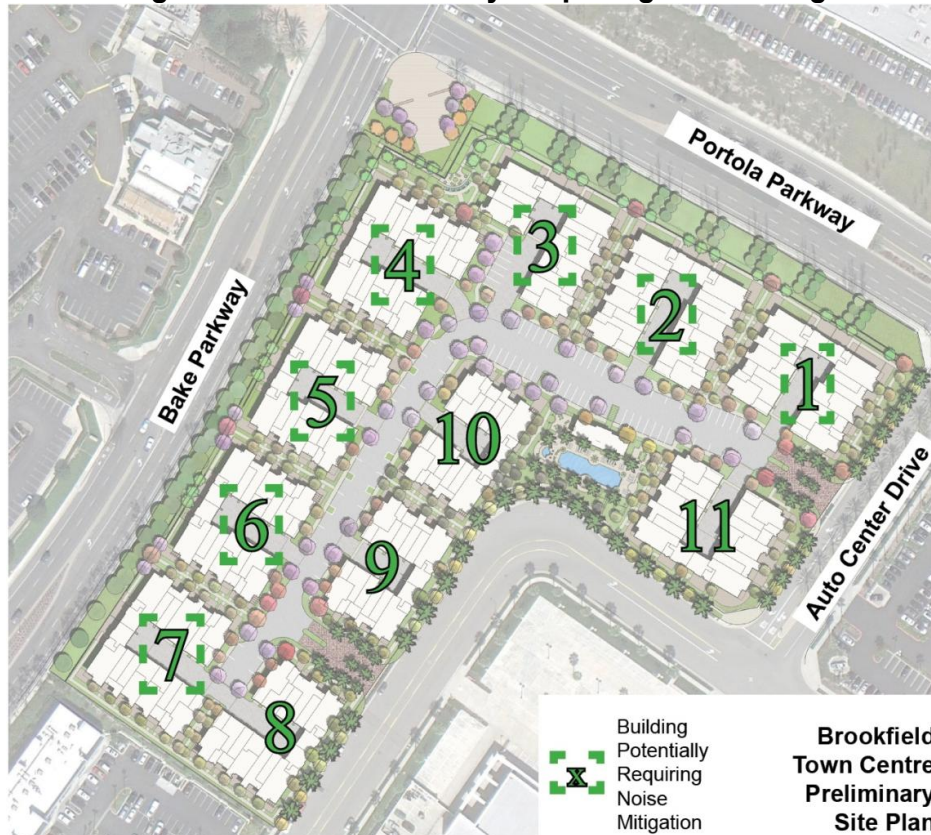 Portola Parkway
3
4
2
Bake Parkway
1
5
10
11
6
9
Auto Center Drive
7
8
x
Building
Potentially
Requiring
Noise
Mitigation
Brookfield
Town Centre
Preliminary
Site Plan